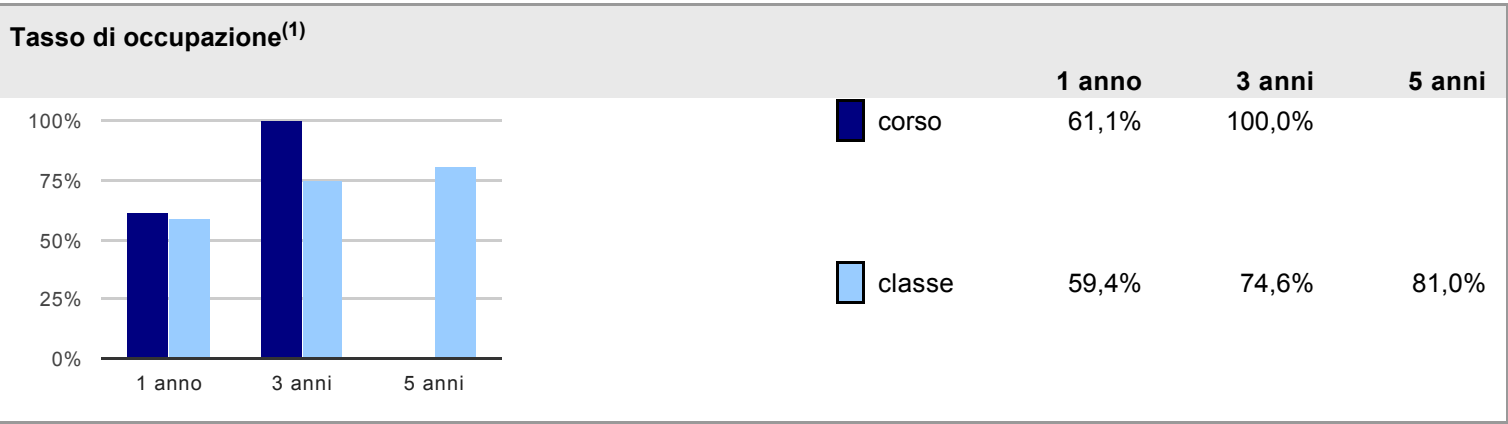 Tasso di occupazione(1)
1 anno 3 anni 5 anni
100%
75%
50%
25%
0%
1 anno 3 anni 5 anni
corso 61,1% 100,0%
classe 59,4% 74,6% 81,0%